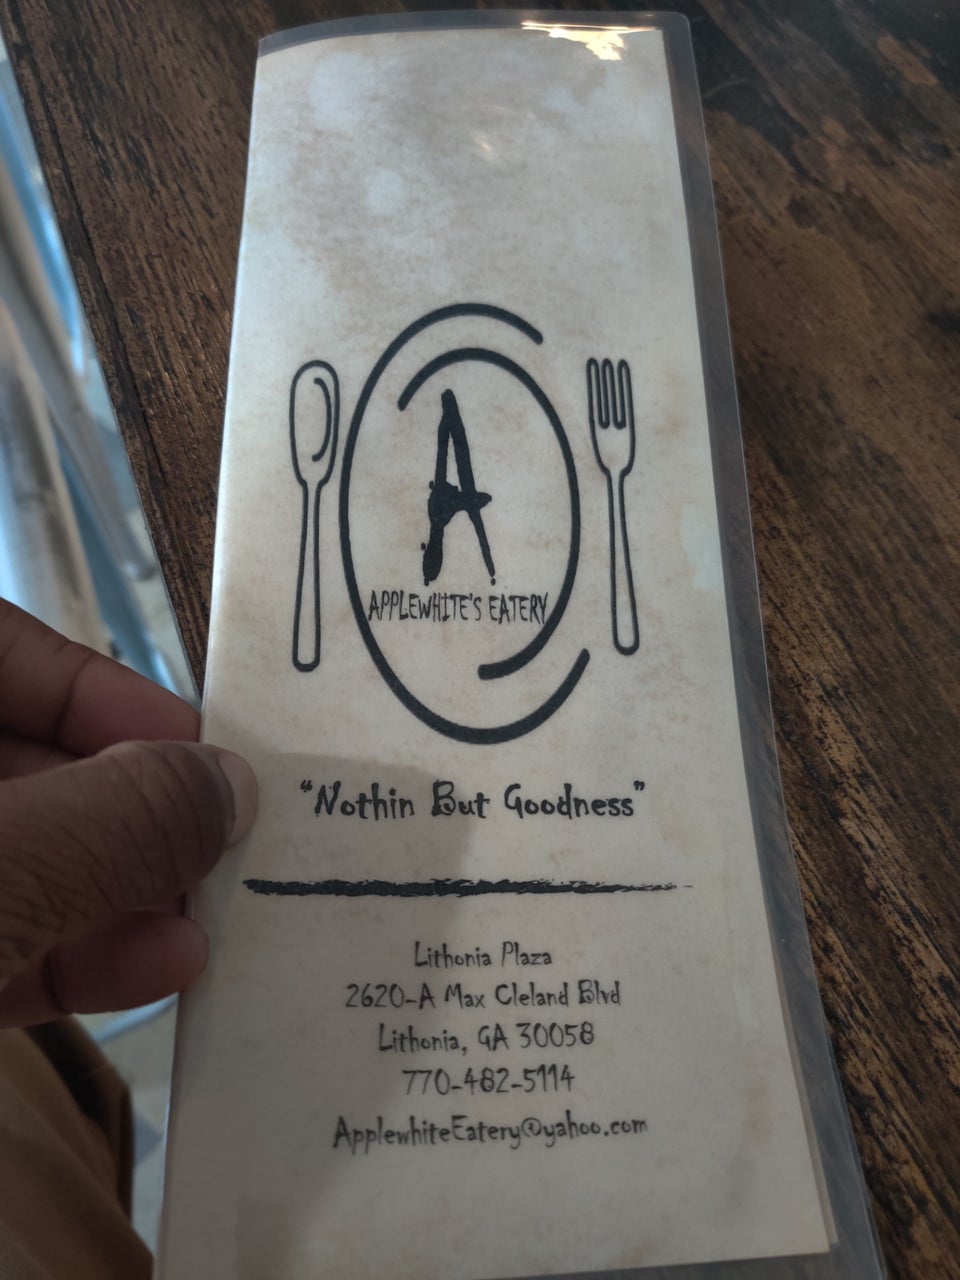 A
APPLEWHITE'S EATERY
"Nothin But Goodness"
Lithonia Plaza
2620-A Max Cleland Blvd
Lithonia, GA 30058
770-482-5114
ApplewhiteEatery@yahoo.com